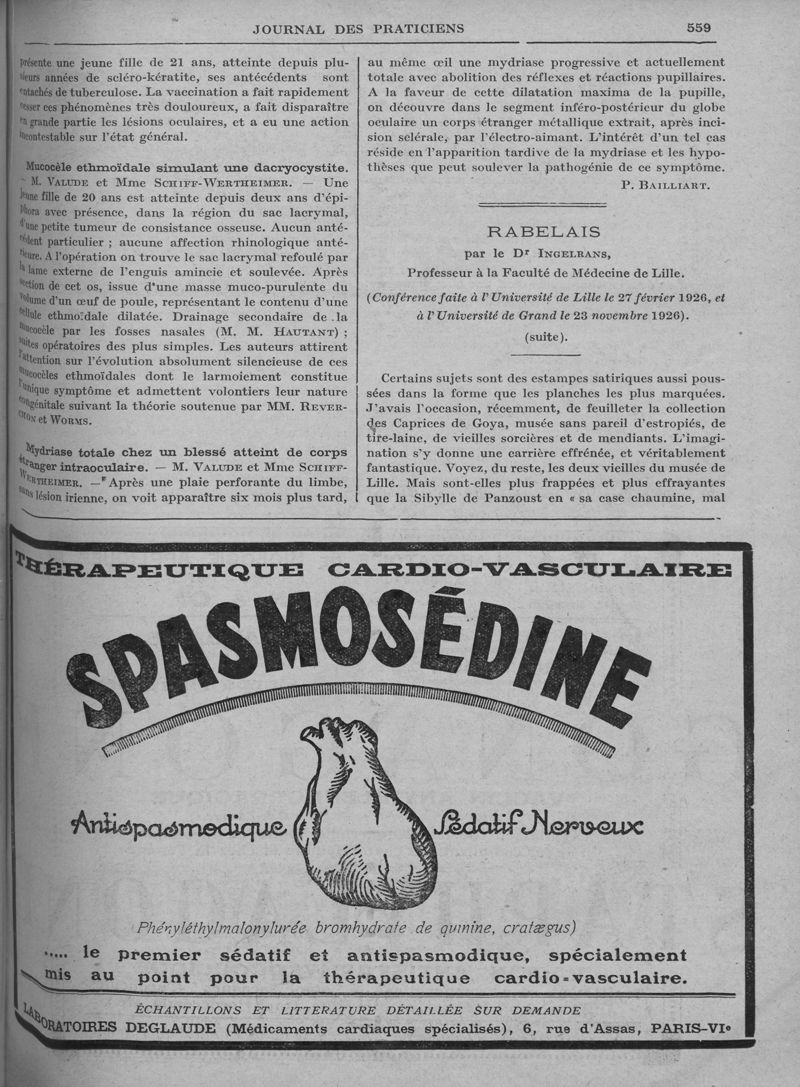 JOURNAL DES PRATICIENS 559
présente une jeune fille de 21 ans, atteinte depuis plu-
sieurs années de scléro-kératite, ses antécédents sont
entachés de tuberculose. La vaccination a fait rapidement
cesser ces phénomènes très douloureux, a fait disparaître
en grande partie les lésions oculaires, et a eu une action
incontestable sur l'état général.
Mucocèle ethmoïdale simulant une dacryocystite.
— M. VALUDE et Mme SCHIFF-WERTHEIMER. — Une
jeune fille de 20 ans est atteinte depuis deux ans d'épi-
phora avec présence, dans la région du sac lacrymal,
d'une petite tumeur de consistance osseuse. Aucun anté-
cédent particulier ; aucune affection rhinologique anté-
rieure. A l'opération on trouve le sac lacrymal refoulé par
la lame externe de l'enguis amincie et soulevée. Après
section de cet os, issue d'une masse muco-purulente du
volume d'un œuf de poule, représentant le contenu d'une
cellule ethmoïdale dilatée. Drainage secondaire de la
mucocèle par les fosses nasales (M. M. HAUTANT) ;
suites opératoires des plus simples. Les auteurs attirent
l'attention sur l'évolution absolument silencieuse de ces
mucocèles ethmoïdales dont le larmoiement constitue
l'unique symptôme et admettent volontiers leur nature
congénitale suivant la théorie soutenue par MM. REVER-
CHON et WORMS.
Mydriase totale chez un blessé atteint de corps
étranger intraoculaire. — M. VALUDE et Mme SCHIFF-
WERTHEIMER. — Après une plaie perforante du limbe,
sans lésion irienne, on voit apparaître six mois plus tard,
au même œil une mydriase progressive et actuellement
totale avec abolition des réflexes et réactions pupillaires.
A la faveur de cette dilatation maxima de la pupille,
on découvre dans le segment inféro-postérieur du globe
oculaire un corps étranger métallique extrait, après inci-
sion selérale, par l'électro-aimant. L'intérêt d'un tel cas
réside en l'apparition tardive de la mydriase et les hypo-
thèses que peut soulever la pathogénie de ce symptôme.
P. BAILLIART.
RABELAIS
par le Dr INGELRANS,
Professeur à la Faculté de Médecine de Lille.
(Conférence faite à l'Université de Lille le 27 février 1926, et
à l'Université de Grand le 23 novembre 1926).
(suite).
Certains sujets sont des estampes satiriques aussi pous-
sées dans la forme que les planches les plus marquées.
J'avais l'occasion, récemment, de feuilleter la collection
des Caprices de Goya, musée sans pareil d'estropiés, de
tire-laine, de vieilles sorcières et de mendiants. L'imagi-
nation s'y donne une carrière effrénée, et véritablement
fantastique. Voyez, du reste, les deux vieilles du musée de
Lille. Mais sont-elles plus frappées et plus effrayantes
que la Sibylle de Panzoust en « sa case chaumine, mal
THÉRAPEUTIQUE CARDIO-VASCULAIRE
SPASMOSÉDINE
Antispasmodique Sédatif Nerveux
Phényléthylmalonylurée bromhydrate de quinine, cratægus)
..... le premier sédatif et antispasmodique, spécialement
mis au point pour la thérapeutique cardio-vasculaire.
ÉCHANTILLONS ET LITTERATURE DÉTAILLÉE SUR DEMANDE
LABORATOIRES DEGLAUDE (Médicaments cardiaques spécialisés), 6, rue d'Assas, PARIS-VIe